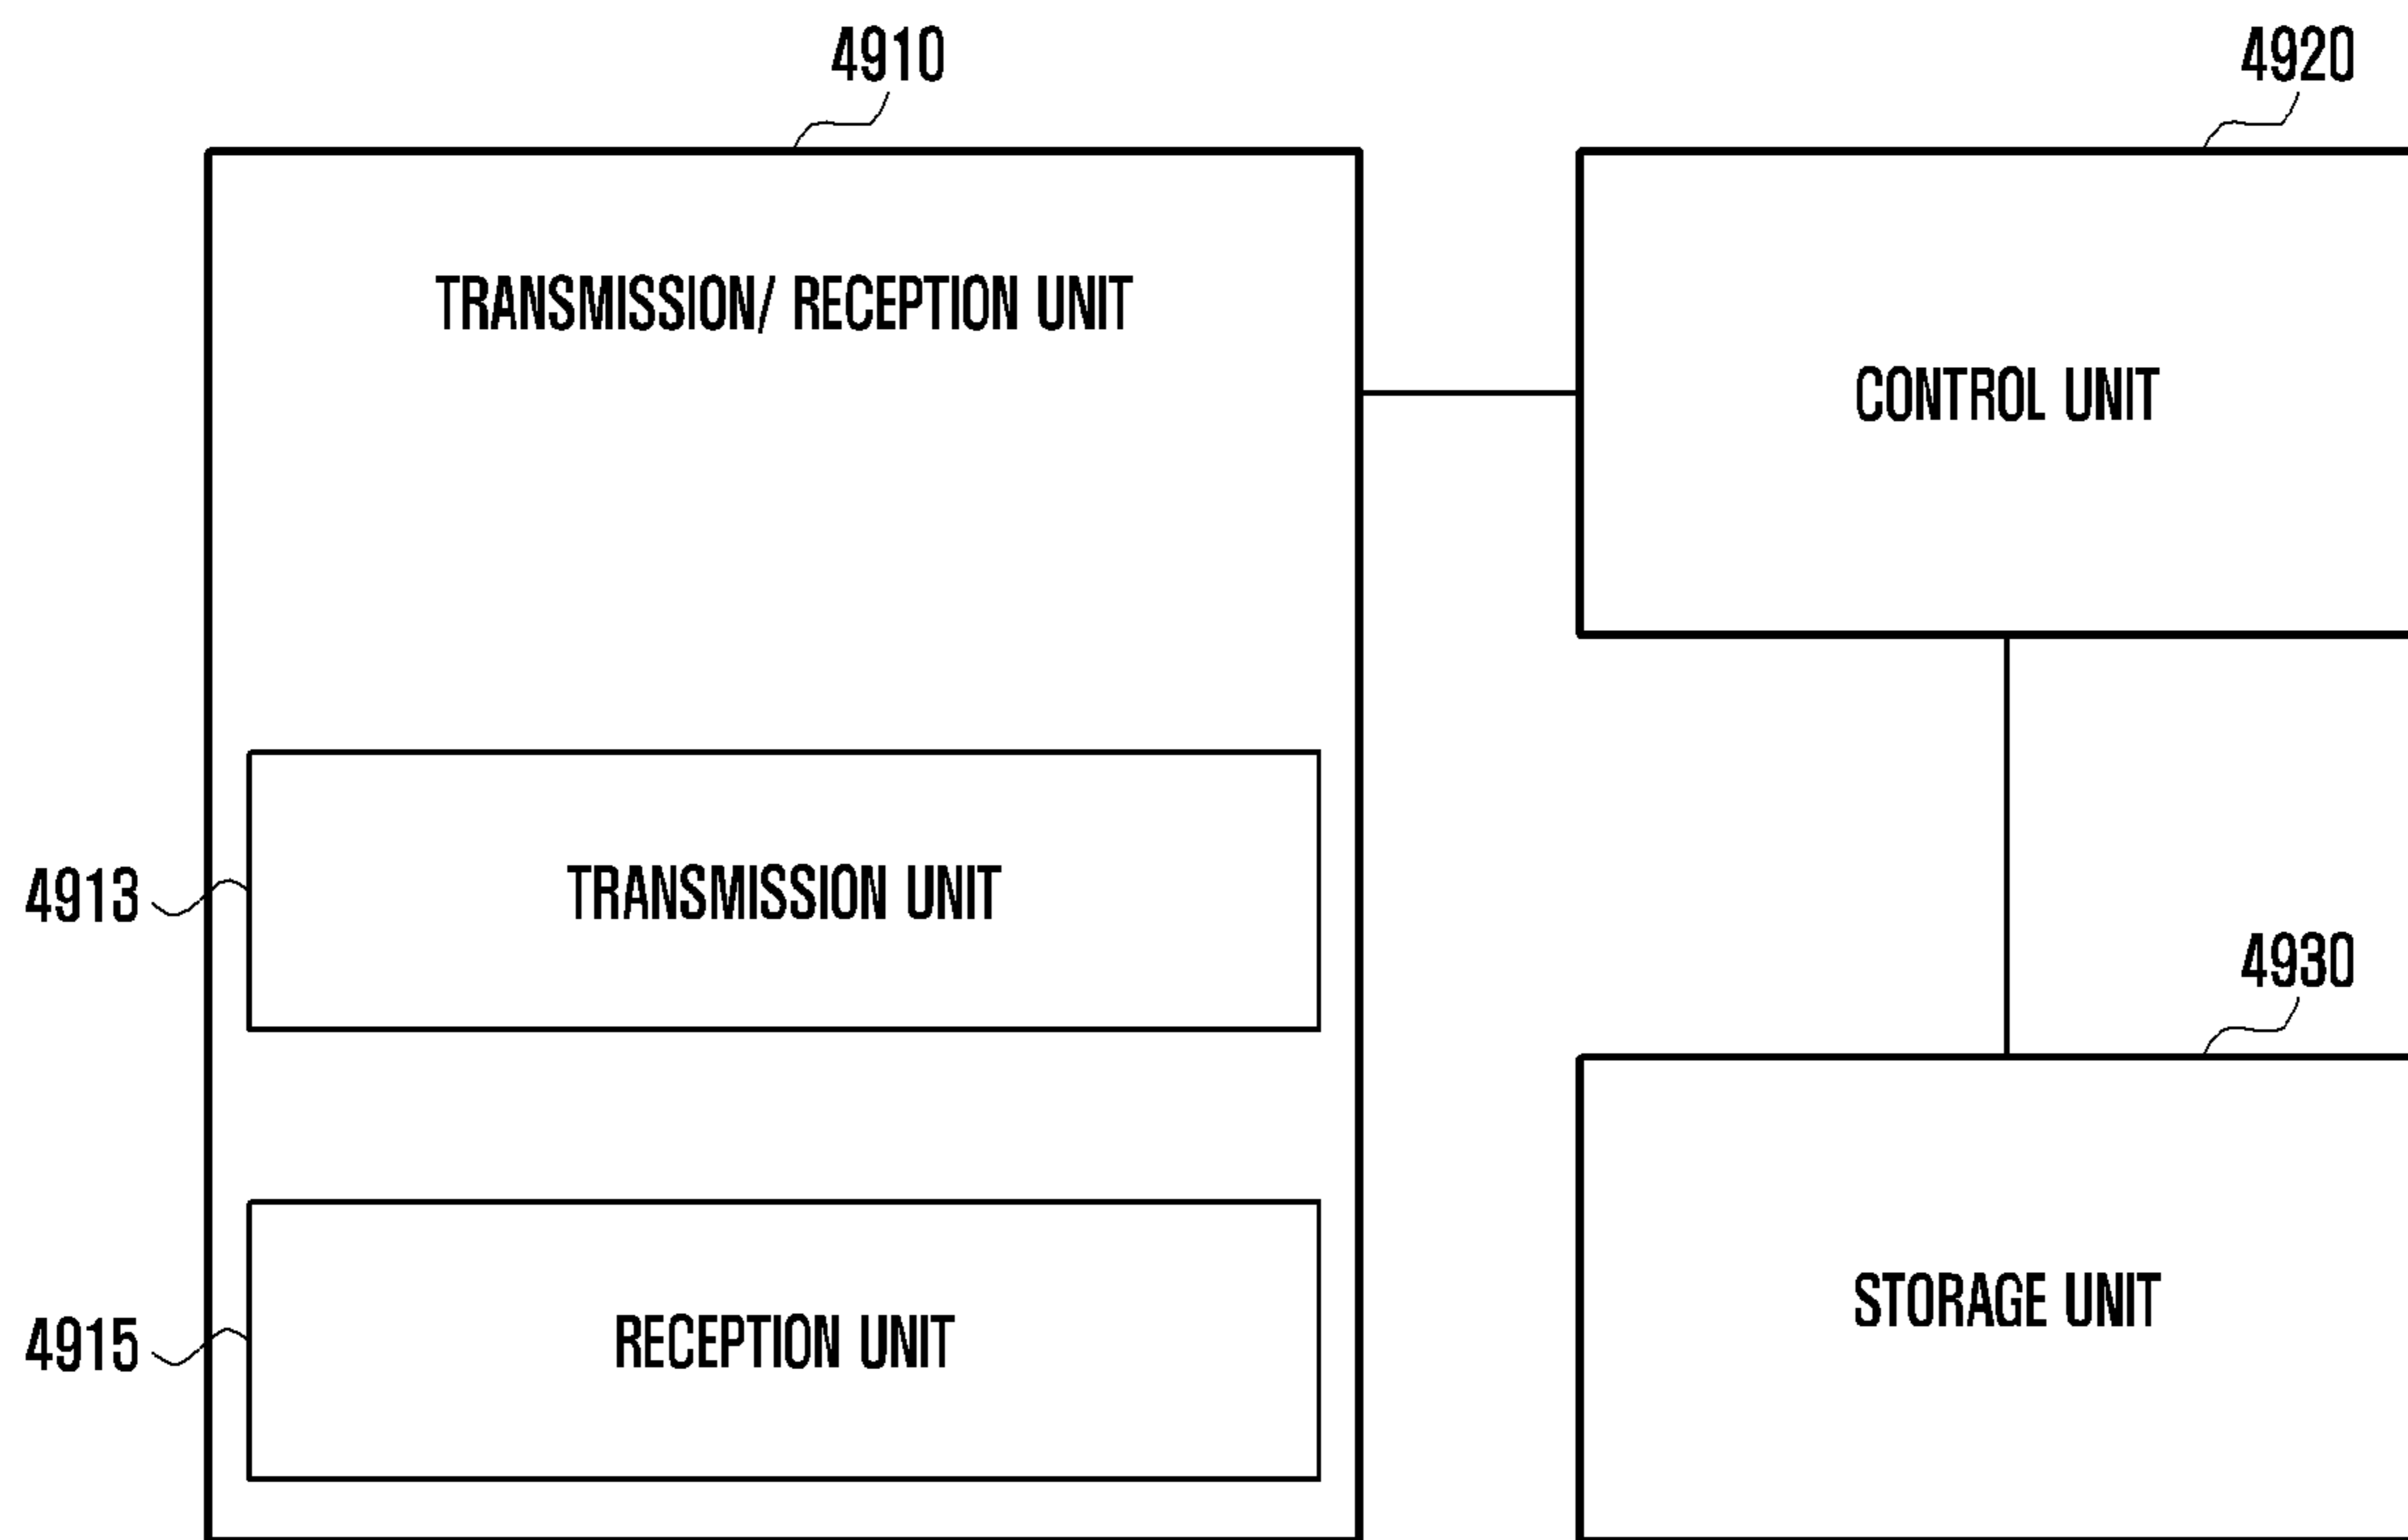 4910
4920
TRANSMISSION/ RECEPTION UNIT
CONTROL UNIT
4913
TRANSMISSION UNIT
4930
4915
RECEPTION UNIT
STORAGE UNIT